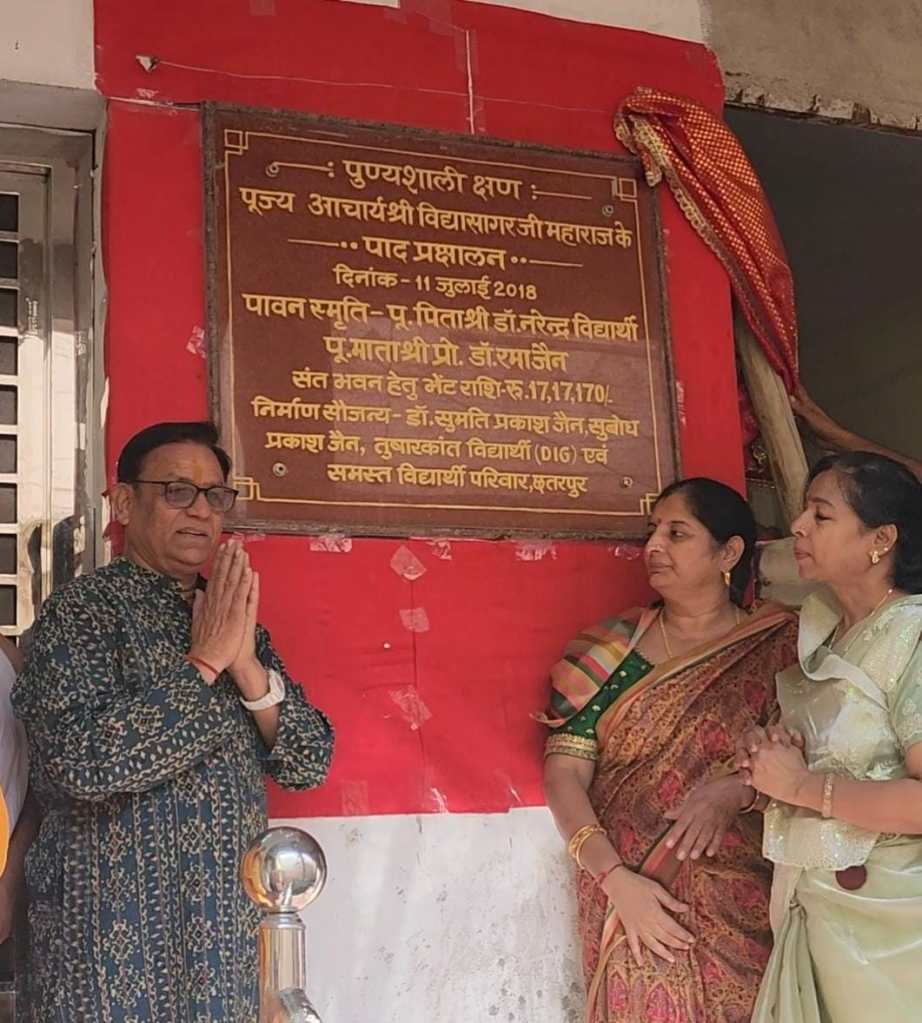 -: पुण्यशाली क्षण :-
पूज्य आचार्यश्री विद्यासागर जी महाराज के
पाद प्रक्षालन
दिनांक - 11 जुलाई 2018
पावन स्मृति - पू. पिताश्री डॉ. नरेन्द्र विद्यार्थी
पू. माताश्री प्रो. डॉ. रमा जैन
संत भवन हेतु भेंट राशि - रु. 17,17,170/-
निर्माण सौजन्य - डॉ. सुमति प्रकाश जैन, सुबोध
प्रकाश जैन, तुषारकांत विद्यार्थी (DIG) एवं
समस्त विद्यार्थी परिवार, छतरपुर